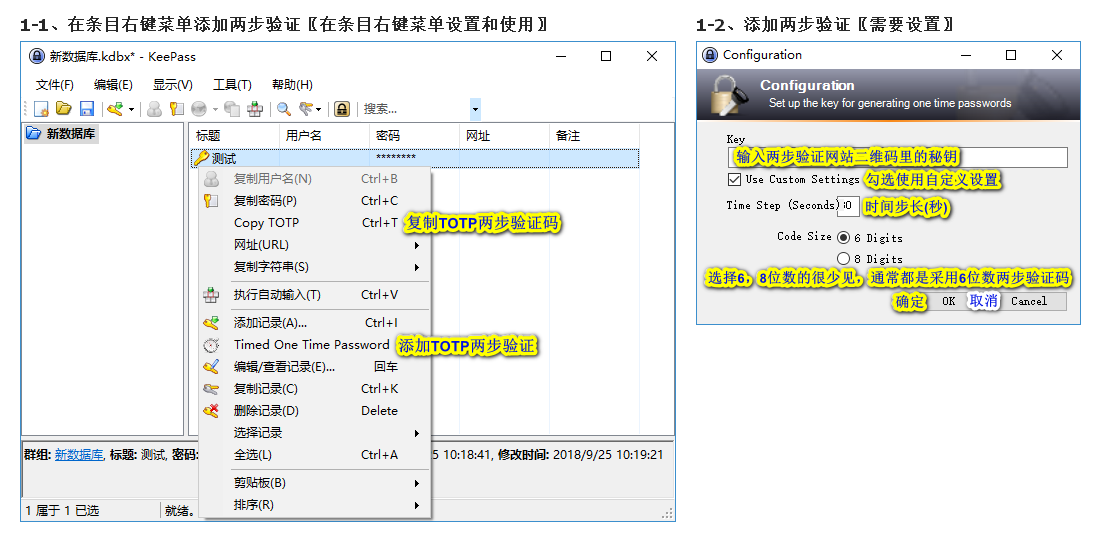 1-1、在条目右键菜单添加两步验证〖在条目右键菜单设置和使用〗
新数据库.kdbx* - KeePass
文件(F) 编辑(E) 显示(V) 工具(T) 帮助(H)
搜索...
新数据库
标题 用户名 密码 网址 备注
测试 ********
复制用户名(N) Ctrl+B
复制密码(P) Ctrl+C
Copy TOTP Ctrl+T 复制TOTP两步验证码
网址(URL)
复制字符串(S)
执行自动输入(T) Ctrl+V
添加记录(A)... Ctrl+I
Timed One Time Password 添加TOTP两步验证
编辑/查看记录(E)... 回车
复制记录(C) Ctrl+K
删除记录(D) Delete
选择记录
全选(L) Ctrl+A
剪贴板(B)
排序(R)
群组: 新数据库, 标题: 测试, 密码: 5 10:18:41, 修改时间: 2018/9/25 10:19:21
1 属于 1 已选 就绪。
1-2、添加两步验证〖需要设置〗
Configuration
Configuration
Set up the key for generating one time passwords
Key
输入两步验证网站二维码里的秘钥
Use Custom Settings 勾选使用自定义设置
Time Step (Seconds) 时间步长(秒)
Code Size 6 Digits
8 Digits
选择6，8位数的很少见，通常都是采用6位数两步验证码
确定 OK 取消 Cancel